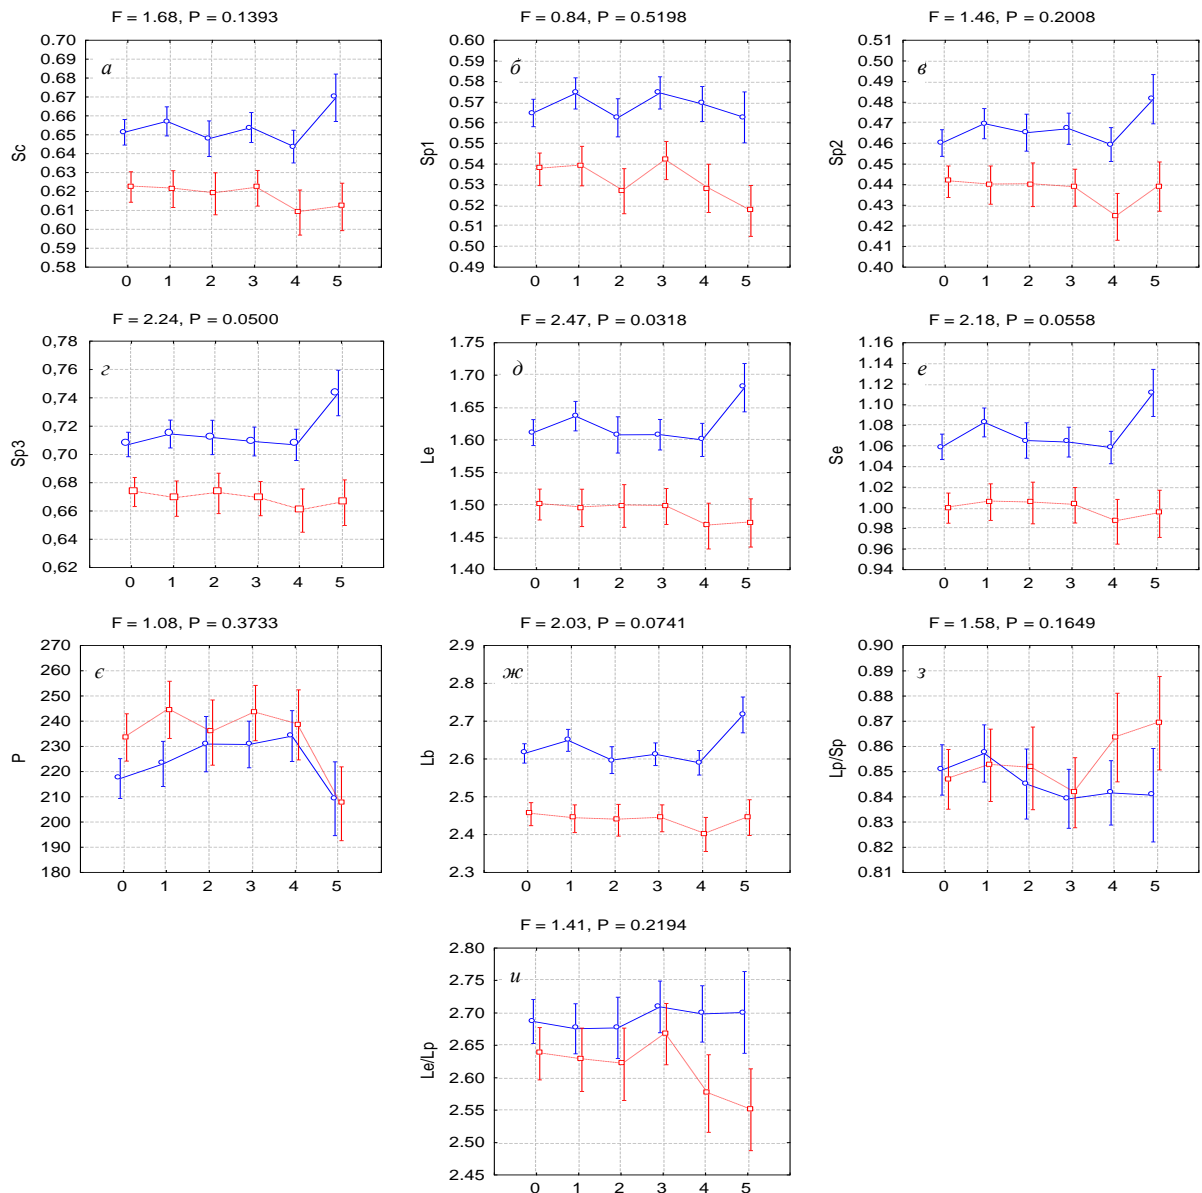 F = 1.68, P = 0.1393
0.70
0.69
0.68
0.67
0.66
0.65
0.64
0.63
0.62
0.61
0.60
0.59
0.58
Sc
а
0 1 2 3 4 5
F = 0.84, P = 0.5198
0.60
0.59
0.58
0.57
0.56
0.55
0.54
0.53
0.52
0.51
0.50
0.49
Sp1
б
0 1 2 3 4 5
F = 1.46, P = 0.2008
0.51
0.50
0.49
0.48
0.47
0.46
0.45
0.44
0.43
0.42
0.41
0.40
Sp2
в
0 1 2 3 4 5
F = 2.24, P = 0.0500
0,78
0,76
0,74
0,72
0,70
0,68
0,66
0,64
0,62
Sp3
г
0 1 2 3 4 5
F = 2.47, P = 0.0318
1.75
1.70
1.65
1.60
1.55
1.50
1.45
1.40
Le
д
0 1 2 3 4 5
F = 2.18, P = 0.0558
1.16
1.14
1.12
1.10
1.08
1.06
1.04
1.02
1.00
0.98
0.96
0.94
Se
е
0 1 2 3 4 5
F = 1.08, P = 0.3733
270
260
250
240
230
220
210
200
190
180
P
є
0 1 2 3 4 5
F = 2.03, P = 0.0741
2.9
2.8
2.7
2.6
2.5
2.4
2.3
Lb
ж
0 1 2 3 4 5
F = 1.58, P = 0.1649
0.90
0.89
0.88
0.87
0.86
0.85
0.84
0.83
0.82
0.81
Lp/Sp
з
0 1 2 3 4 5
F = 1.41, P = 0.2194
2.80
2.75
2.70
2.65
2.60
2.55
2.50
2.45
Le/Lp
и
0 1 2 3 4 5